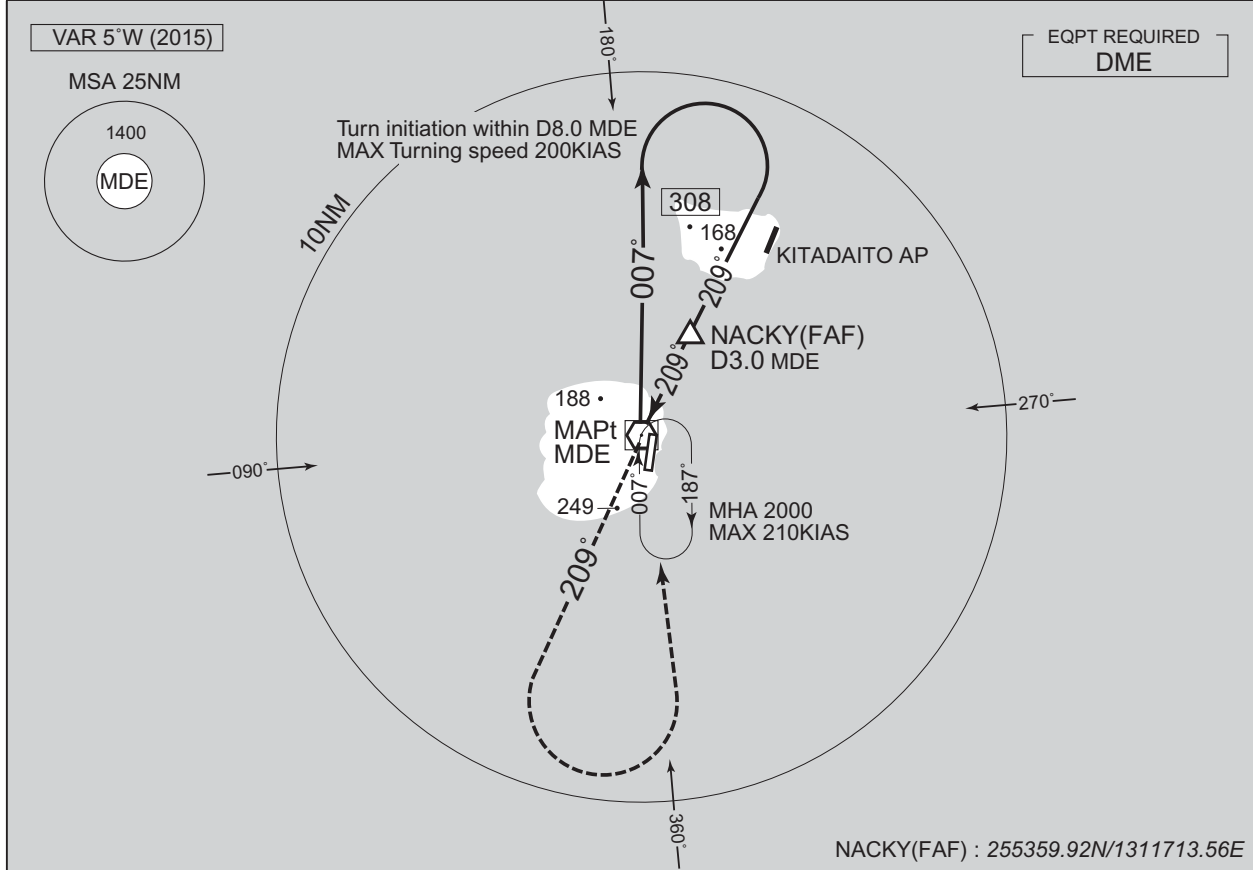 VAR 5°W (2015)
MSA 25NM
1400
MDE
10NM
180°
EQPT REQUIRED
DME
Turn initiation within D8.0 MDE
MAX Turning speed 200KIAS
308
168
KITADAITO AP
007°
209°
NACKY(FAF)
D3.0 MDE
209°
270°
188
MAPt
MDE
090°
249
007°
187°
MHA 2000
MAX 210KIAS
209°
360°
NACKY(FAF) : 255359.92N/1311713.56E